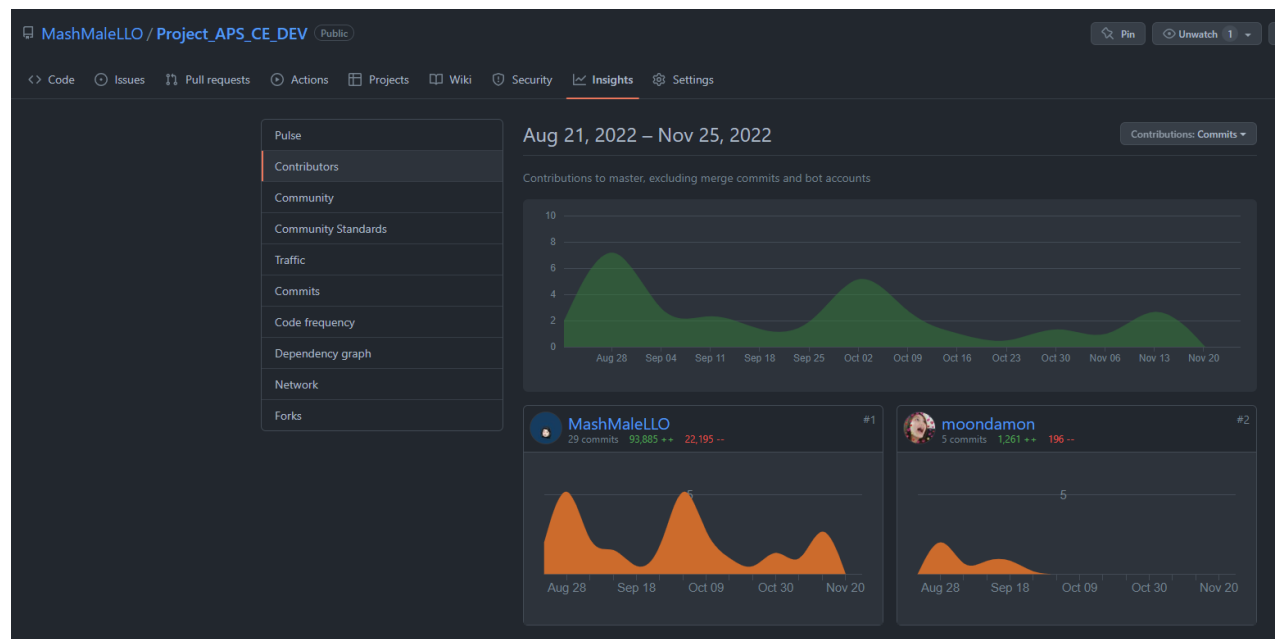 MashMaleLLO / Project_APS_CE_DEV Public
Pin Unwatch 1
Code Issues Pull requests Actions Projects Wiki Security Insights Settings
Pulse
Contributors
Community
Community Standards
Traffic
Commits
Code frequency
Dependency graph
Network
Forks
Aug 21, 2022 – Nov 25, 2022
Contributions: Commits
Contributions to master, excluding merge commits and bot accounts
10
8
6
4
2
0
Aug 28 Sep 04 Sep 11 Sep 18 Sep 25 Oct 02 Oct 09 Oct 16 Oct 23 Oct 30 Nov 06 Nov 13 Nov 20
MashMaleLLO #1
29 commits 93,885 ++ 22,195 --
5
Aug 28 Sep 18 Oct 09 Oct 30 Nov 20
moondamon #2
5 commits 1,261 ++ 196 --
5
Aug 28 Sep 18 Oct 09 Oct 30 Nov 20